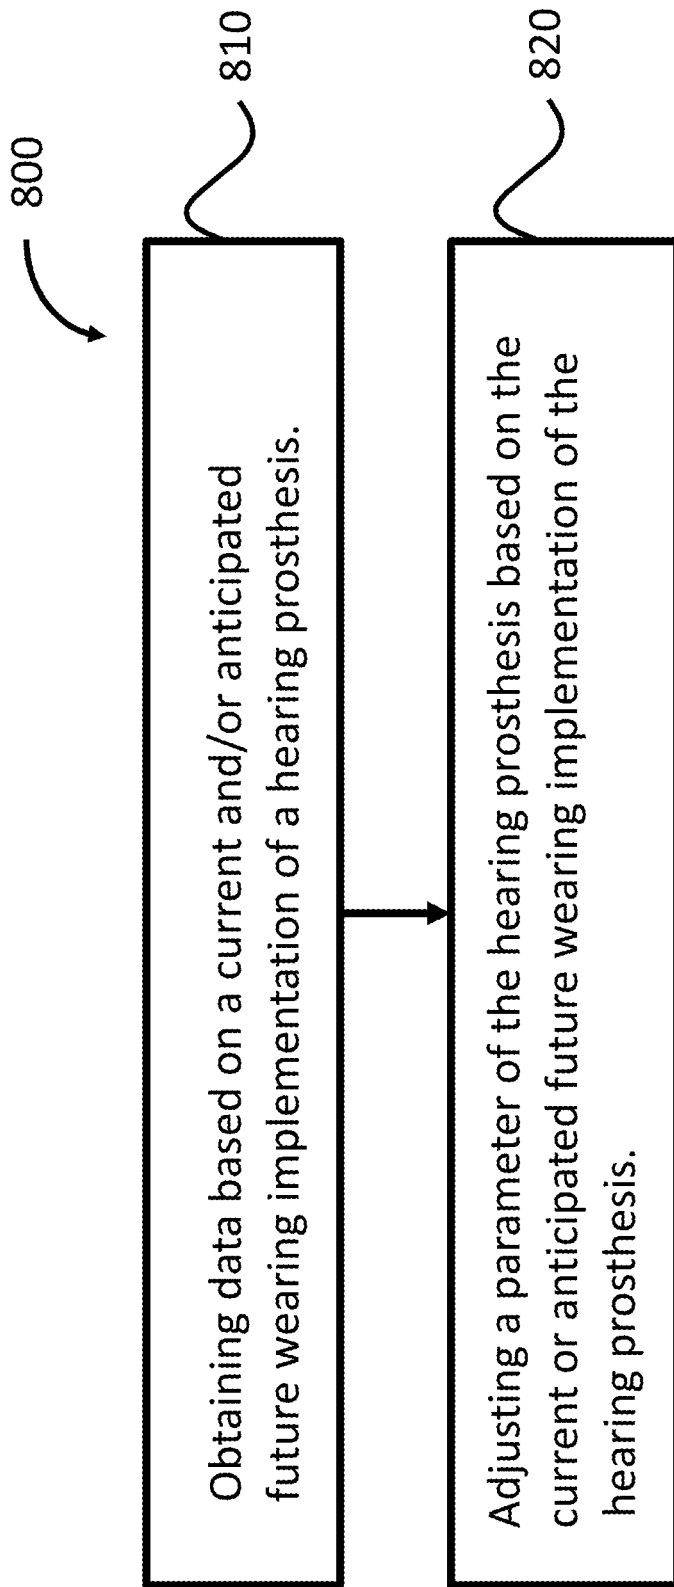 800
810
Obtaining data based on a current and/or anticipated
future wearing implementation of a hearing prosthesis.
820
Adjusting a parameter of the hearing prosthesis based on the
current or anticipated future wearing implementation of the
hearing prosthesis.